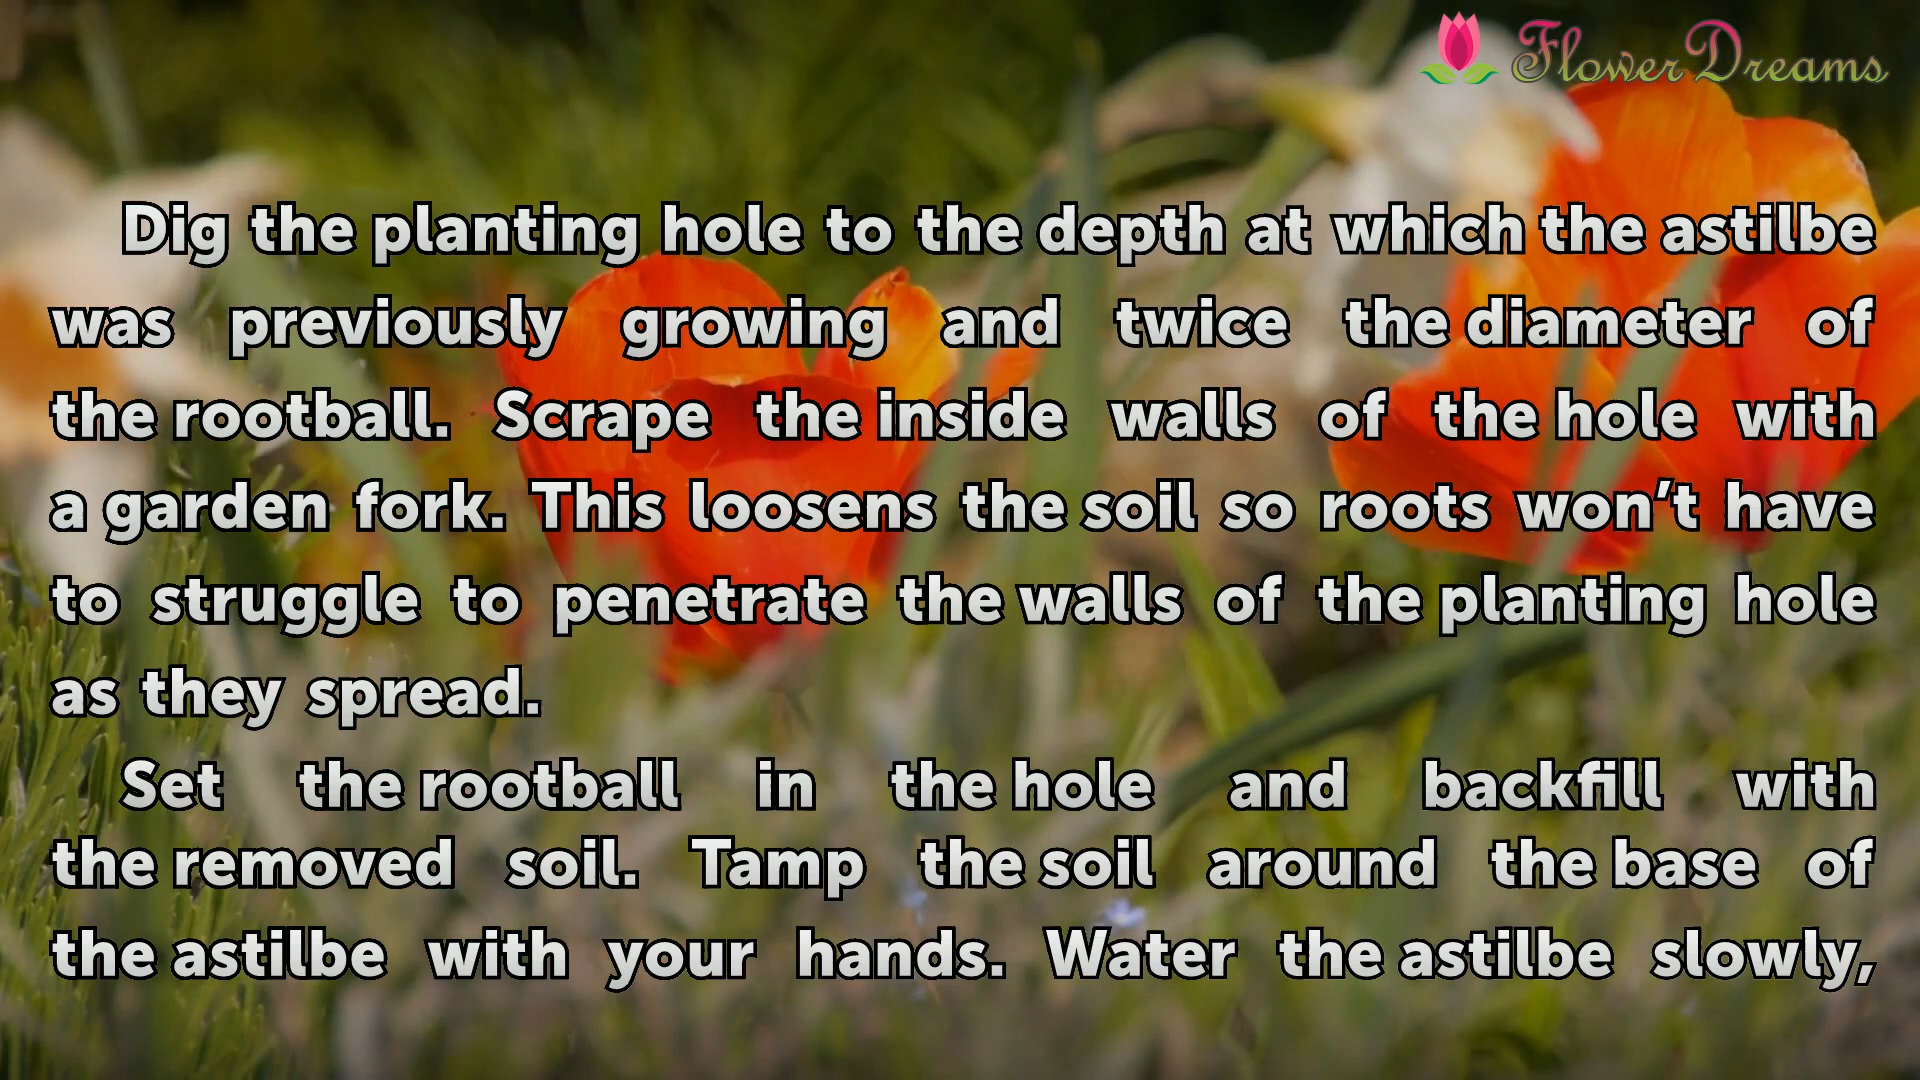 Flower Dreams
Dig the planting hole to the depth at which the astilbe
was previously growing and twice the diameter of
the rootball. Scrape the inside walls of the hole with
a garden fork. This loosens the soil so roots won’t have
to struggle to penetrate the walls of the planting hole
as they spread.
Set the rootball in the hole and backfill with
the removed soil. Tamp the soil around the base of
the astilbe with your hands. Water the astilbe slowly,